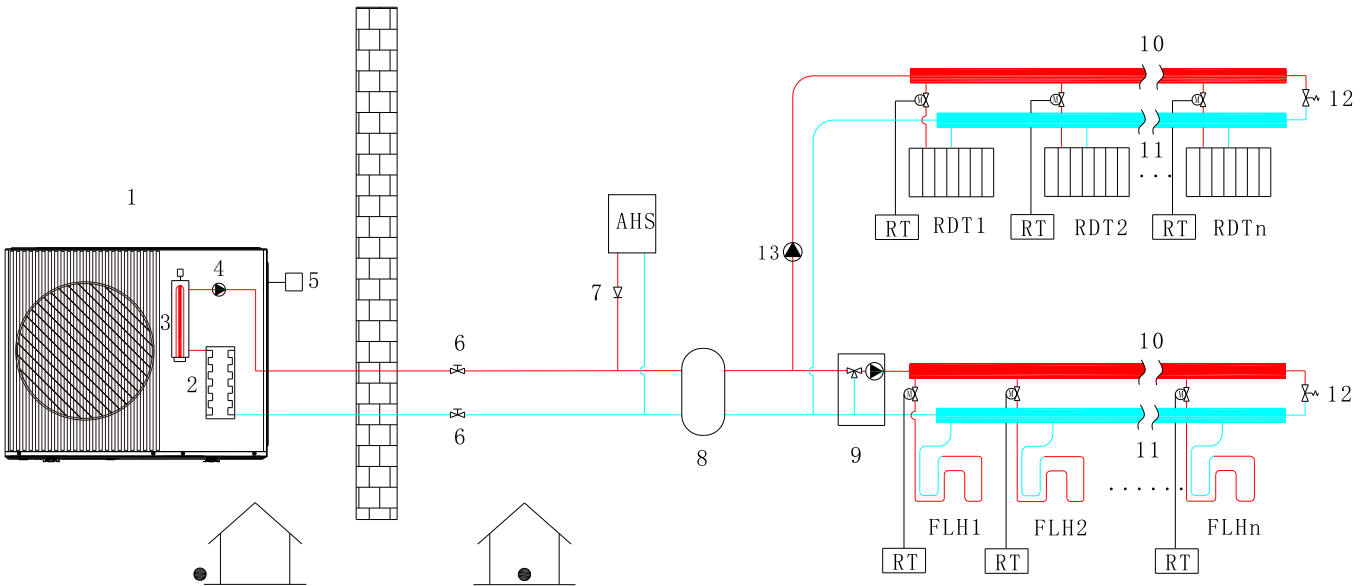 10
12
M
M
M
11
. . . .
1
AHS
RDT1
RDT2
RDTn
RT
RT
RT
13
4
5
7
3
6
10
2
12
M
M
M
6
8
9
11
. . . . . .
FLH1
FLH2
FLHn
RT
RT
RT